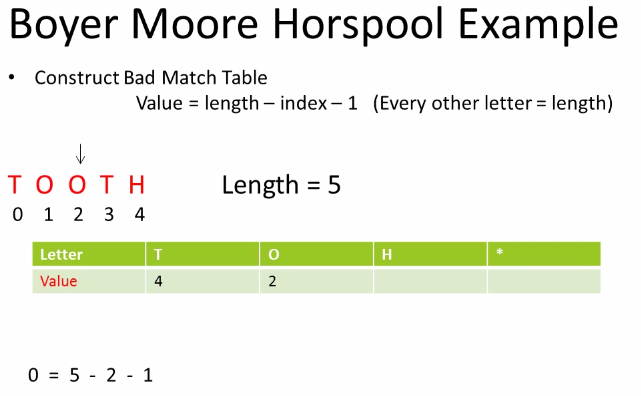 Boyer Moore Horspool Example
• Construct Bad Match Table
Value = length – index – 1 (Every other letter = length)
T O O T H Length = 5
0 1 2 3 4
Letter T O H *
Value 4 2
0 = 5 - 2 - 1